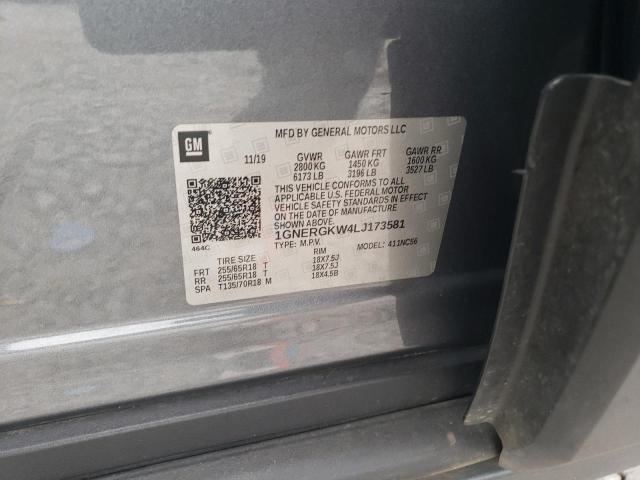 GM
MFD BY GENERAL MOTORS LLC
11/19 GVWR GAWR FRT GAWR RR
2800 KG 1450 KG 1600 KG
6173 LB 3196 LB 3527 LB
THIS VEHICLE CONFORMS TO ALL
APPLICABLE U.S. FEDERAL MOTOR
VEHICLE SAFETY STANDARDS IN EFFECT
ON THE DATE OF MANUFACTURE
SHOWN ABOVE.
1GNERGKW4LJ173581
464C TYPE: M.P.V. MODEL: 411NC56
TIRE SIZE RIM
FRT 255/65R18 T 18X7.5J
RR 255/65R18 T 18X7.5J
SPA T135/70R18 M 18X4.5B